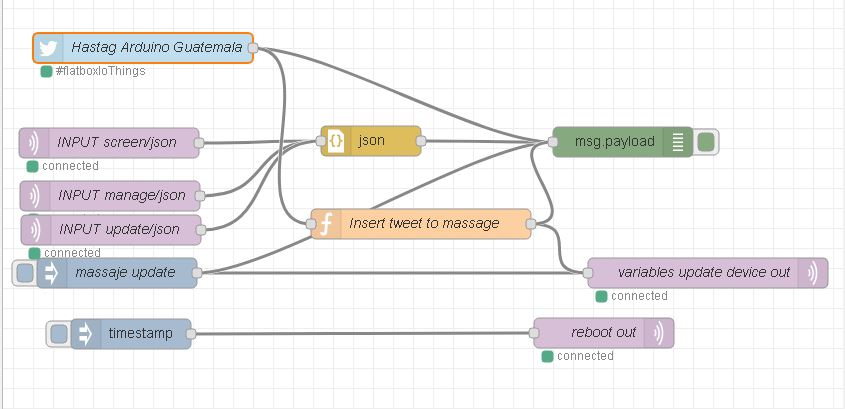 Hastag Arduino Guatemala
#flatboxIoThings
INPUT screen/json
connected
json
msg.payload
INPUT manage/json
INPUT update/json
connected
Insert tweet to massage
massaje update
variables update device out
connected
timestamp
reboot out
connected